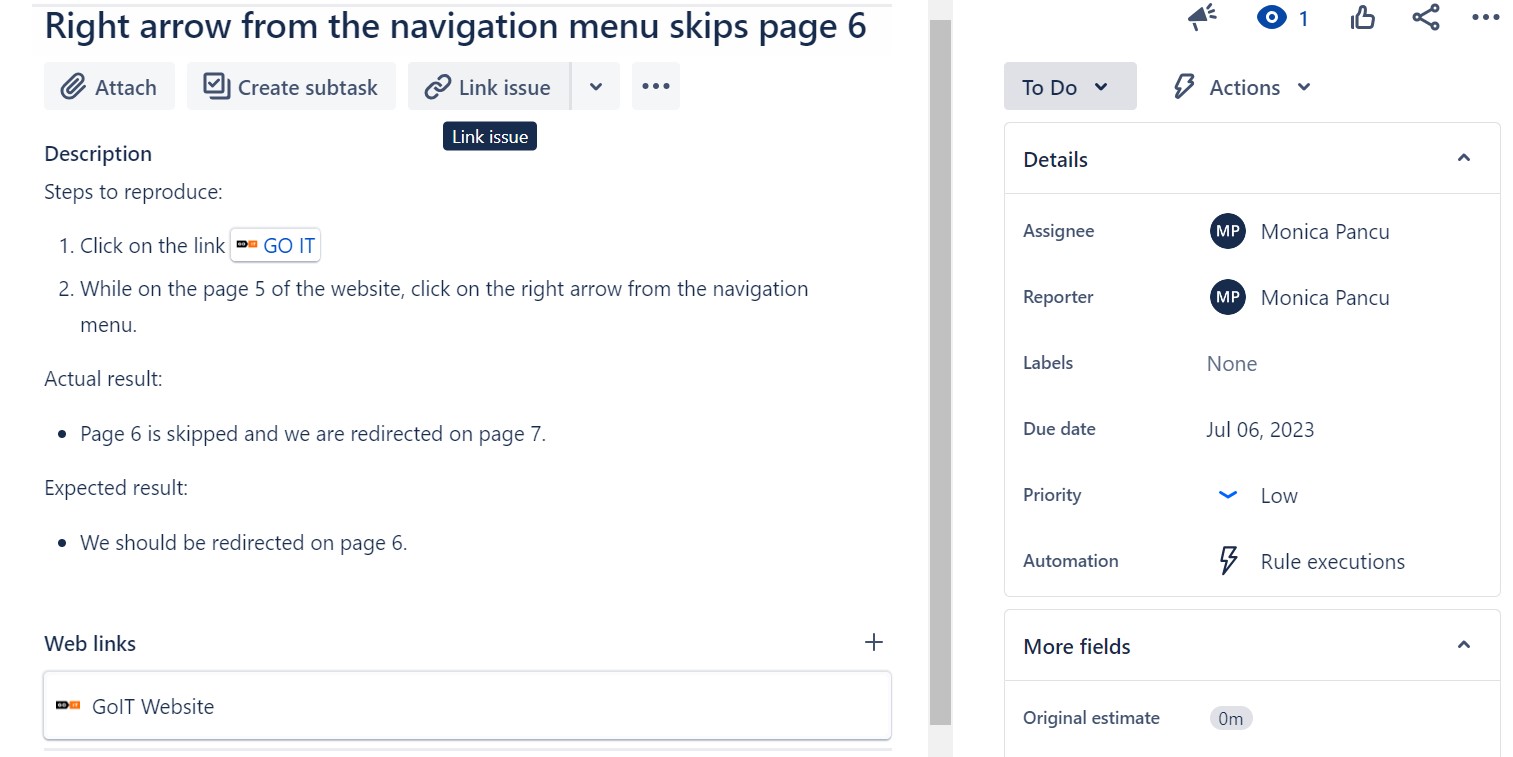 Right arrow from the navigation menu skips page 6
1
Attach
Create subtask
Link issue
To Do
Actions
Link issue
Description
Steps to reproduce:
1. Click on the link GO IT
2. While on the page 5 of the website, click on the right arrow from the navigation
menu.
Actual result:
• Page 6 is skipped and we are redirected on page 7.
Expected result:
• We should be redirected on page 6.
Web links
GoIT Website
Details
Assignee
MP Monica Pancu
Reporter
MP Monica Pancu
Labels
None
Due date
Jul 06, 2023
Priority
Low
Automation
Rule executions
More fields
Original estimate
0m